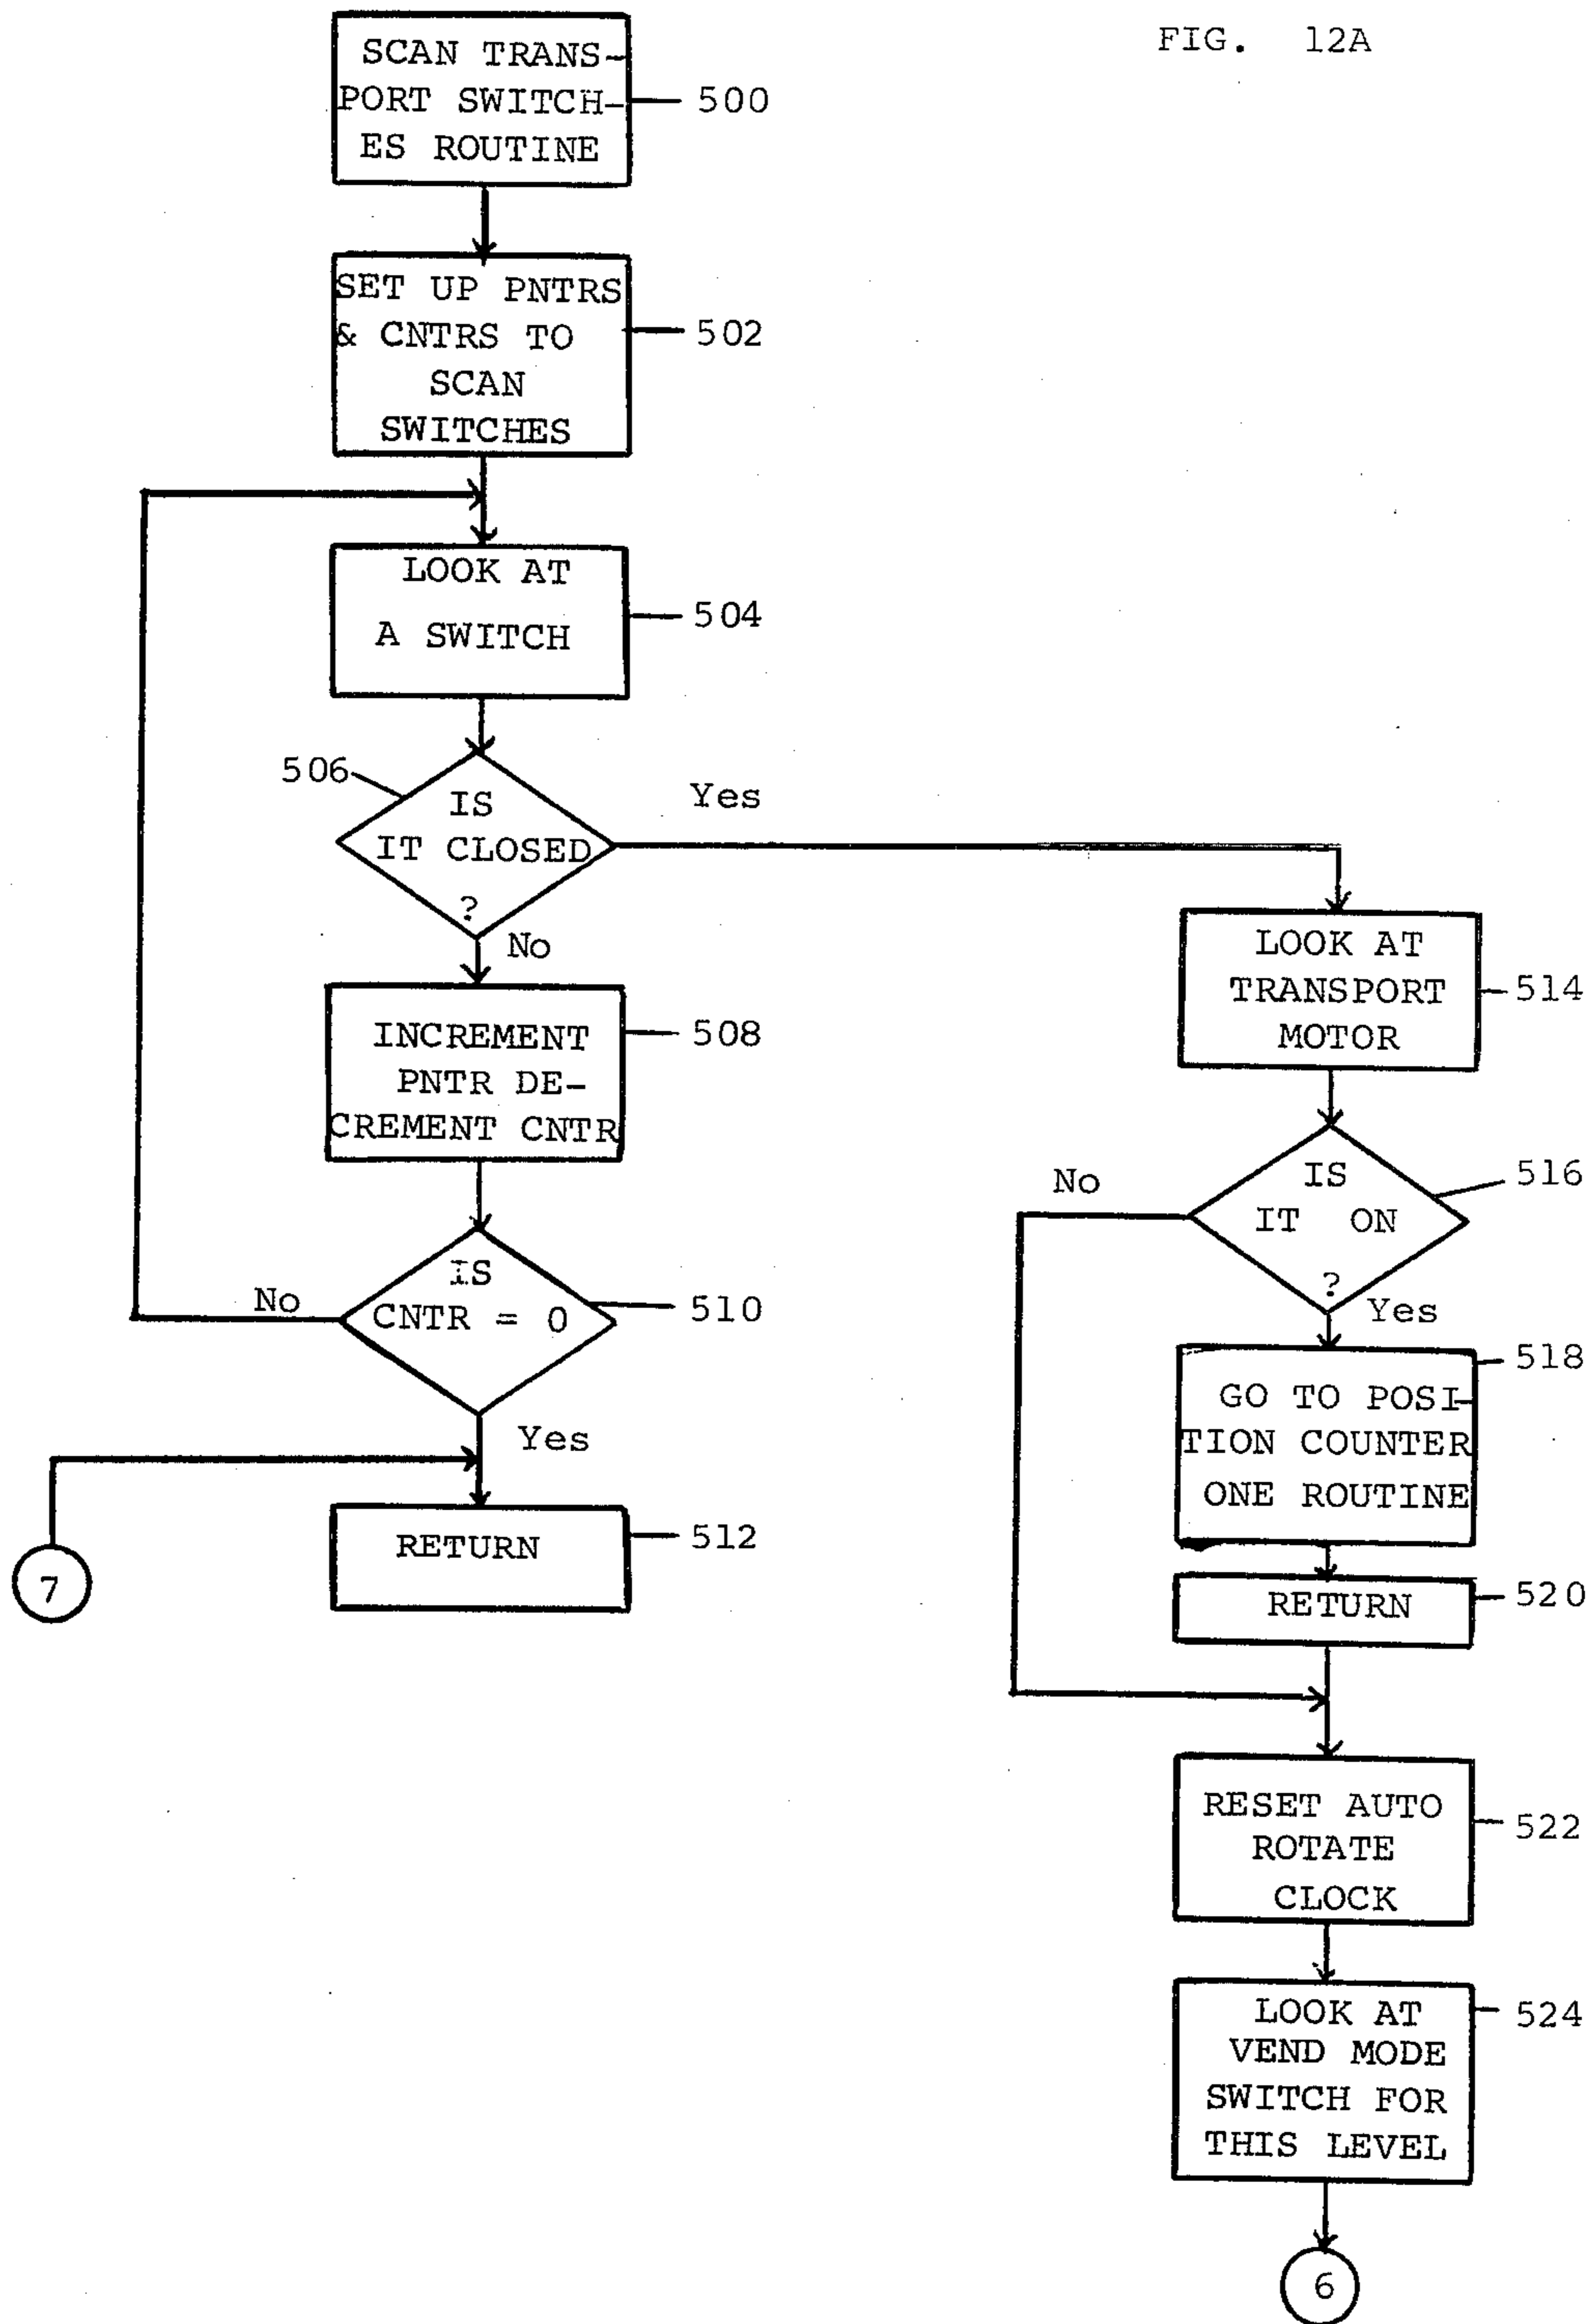 FIG. 12A
SCAN TRANS-
PORT SWITCH-
ES ROUTINE
500
SET UP PNTRS
& CNTRS TO
SCAN
SWITCHES
502
LOOK AT
A SWITCH
504
506
IS
IT CLOSED
?
Yes
No
INCREMENT
PNTR DE-
CREMENT CNTR
508
IS
CNTR = 0
510
No
Yes
RETURN
512
7
LOOK AT
TRANSPORT
MOTOR
514
IS
IT ON
?
516
No
Yes
GO TO POSI-
TION COUNTER
ONE ROUTINE
518
RETURN
520
RESET AUTO
ROTATE
CLOCK
522
LOOK AT
VEND MODE
SWITCH FOR
THIS LEVEL
524
6